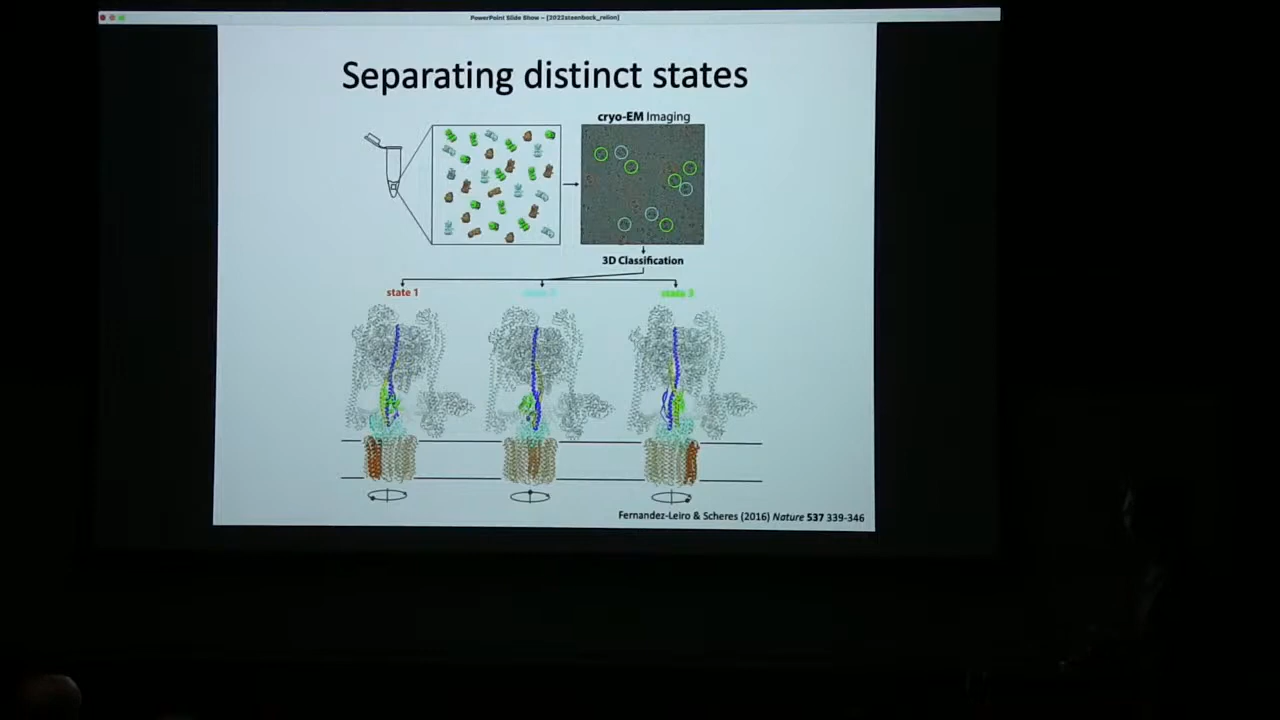 PowerPoint Slide Show - [2022steenbock_relion]
Separating distinct states
cryo-EM Imaging
3D Classification
state 1
state 3
Fernandez-Leiro & Scheres (2016) Nature 537 339-346